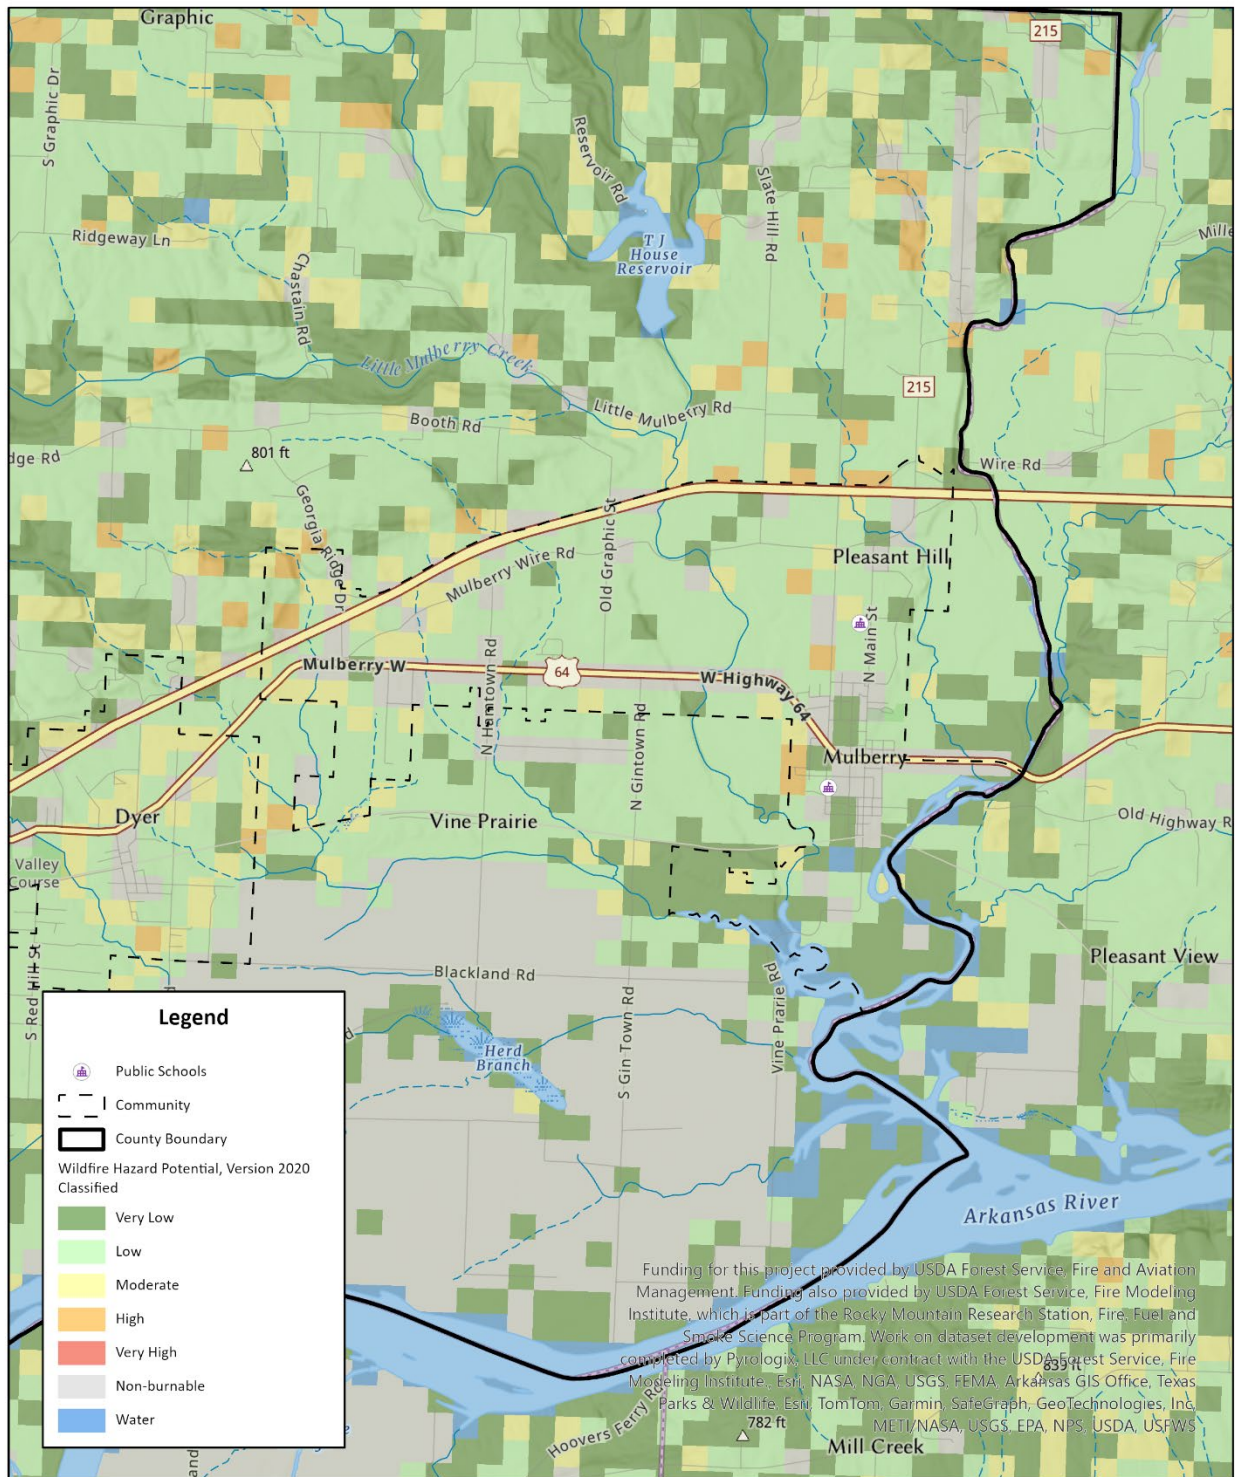 Graphic
215
S Graphic Dr
Reservoir Rd
Slate Hill Rd
Ridgeway Ln
T J
House
Reservoir
Mille
Chastain Rd
Little Mulberry Creek
215
Booth Rd
Little Mulberry Rd
dge Rd
801 ft
Wire Rd
Georgia Ridge Dr
Old Graphic St
Mulberry Wire Rd
Pleasant Hill
N Main St
Mulberry W
64
W Highway 64
N Hamtown Rd
N Gintown Rd
Mulberry
Dyer
Vine Prairie
Old Highway R
Valley
Course
S Red Hill St
Blackland Rd
Pleasant View
Vine Prairie Rd
S Gin Town Rd
Herd
Branch
Legend
Public Schools
Community
County Boundary
Wildfire Hazard Potential, Version 2020
Classified
Very Low
Low
Moderate
High
Very High
Non-burnable
Water
Arkansas River
Funding for this project provided by USDA Forest Service, Fire and Aviation
Management. Funding also provided by USDA Forest Service, Fire Modeling
Institute, which is part of the Rocky Mountain Research Station, Fire, Fuel and
Smoke Science Program. Work on dataset development was primarily
completed by Pyrologix, LLC under contract with the USDA Forest Service, Fire
Modeling Institute., Esri, NASA, NGA, USGS, FEMA, Arkansas GIS Office, Texas
Parks & Wildlife, Esri, TomTom, Garmin, SafeGraph, GeoTechnologies, Inc,
METI/NASA, USGS, EPA, NPS, USDA, USFWS
839 ft
Hoovers Ferry Rd
782 ft
Mill Creek